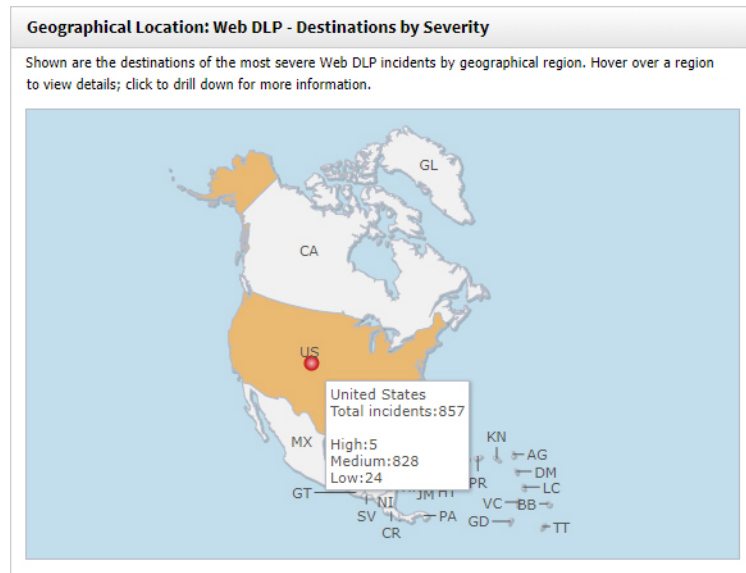 Geographical Location: Web DLP - Destinations by Severity
Shown are the destinations of the most severe Web DLP incidents by geographical region. Hover over a region
to view details; click to drill down for more information.
GL
CA
US
United States
Total incidents:857
High:5
Medium:828
Low:24
MX
KN
AG
DM
PR
LC
GT
JM
HT
NI
VC
BB
SV
PA
GD
TT
CR